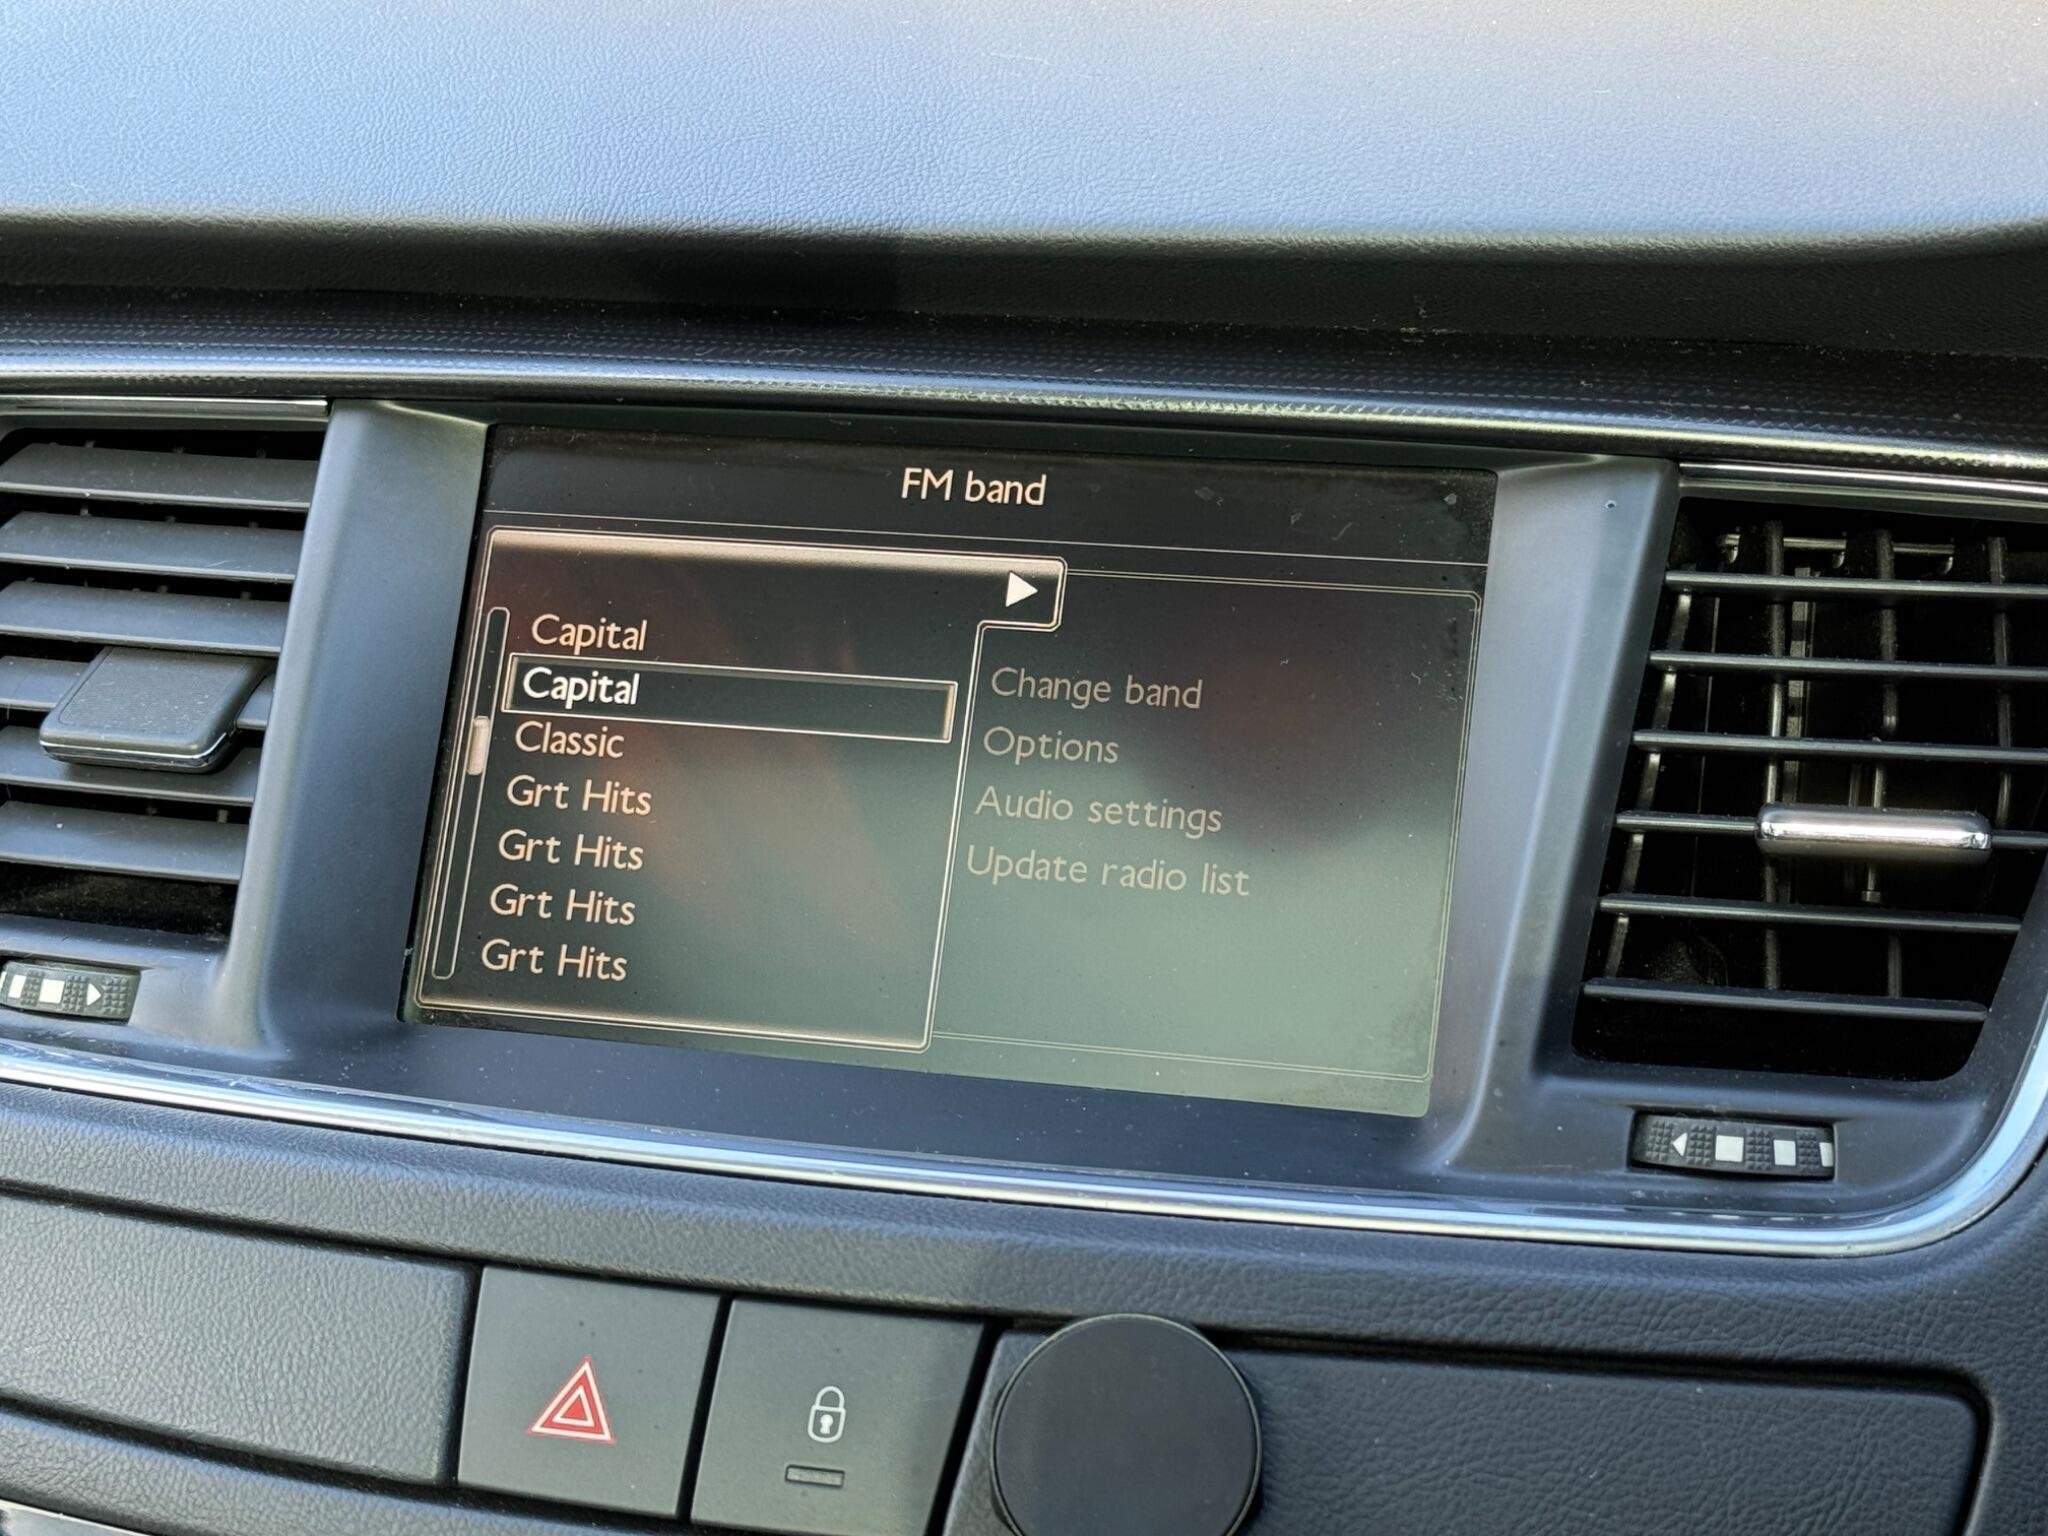 FM band
Capital
Capital
Classic
Grt Hits
Grt Hits
Grt Hits
Grt Hits
Change band
Options
Audio settings
Update radio list